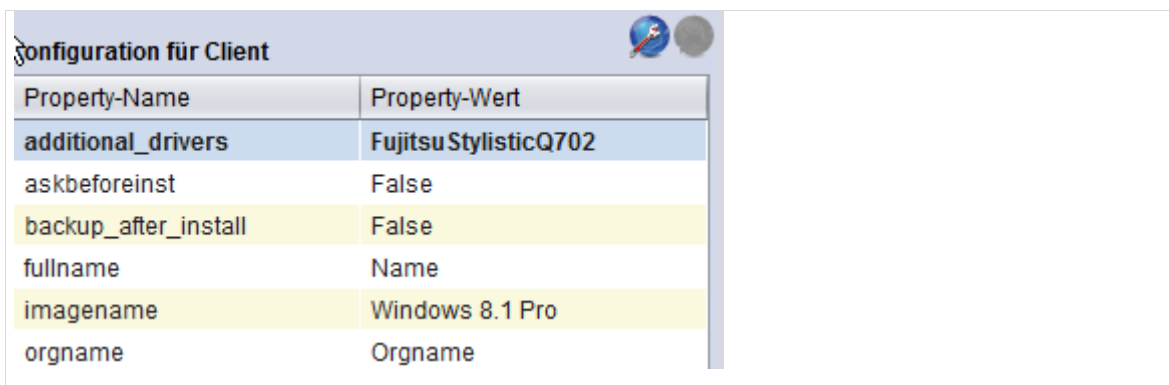 onfiguration für Client
Property-Name Property-Wert
additional_drivers FujitsuStylisticQ702
askbeforeinst False
backup_after_install False
fullname Name
imagename Windows 8.1 Pro
orgname Orgname